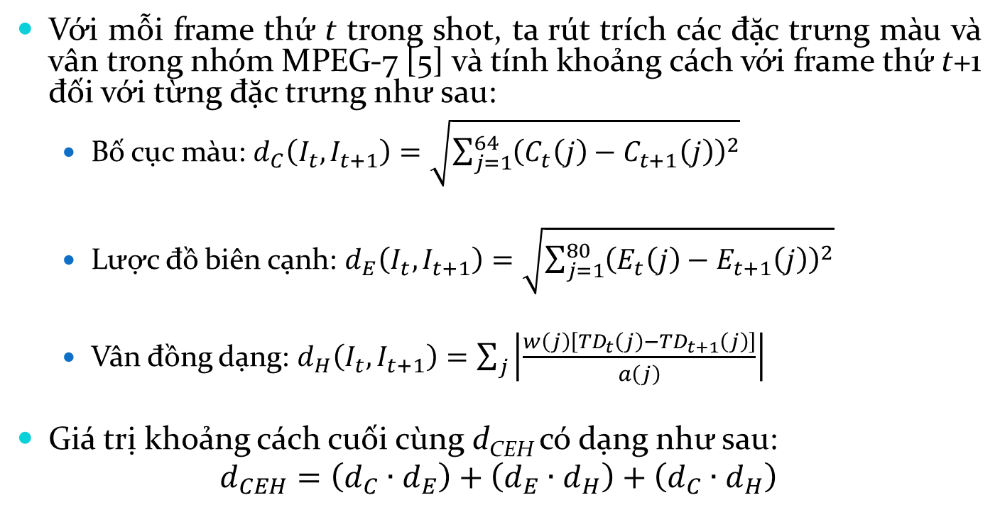 • Với mỗi frame thứ t trong shot, ta rút trích các đặc trưng màu và
vân trong nhóm MPEG-7 [5] và tính khoảng cách với frame thứ t+1
đối với từng đặc trưng như sau:
• Bố cục màu: $d_C(I_t, I_{t+1}) = \sqrt{\sum_{j=1}^{64}(C_t(j) - C_{t+1}(j))^2}$
• Lược đồ biên cạnh: $d_E(I_t, I_{t+1}) = \sqrt{\sum_{j=1}^{80}(E_t(j) - E_{t+1}(j))^2}$
• Vân đồng dạng: $d_H(I_t, I_{t+1}) = \sum_j \left|\frac{w(j)[TD_t(j)-TD_{t+1}(j)]}{a(j)}\right|$
• Giá trị khoảng cách cuối cùng $d_{CEH}$ có dạng như sau:
$d_{CEH} = (d_C \cdot d_E) + (d_E \cdot d_H) + (d_C \cdot d_H)$